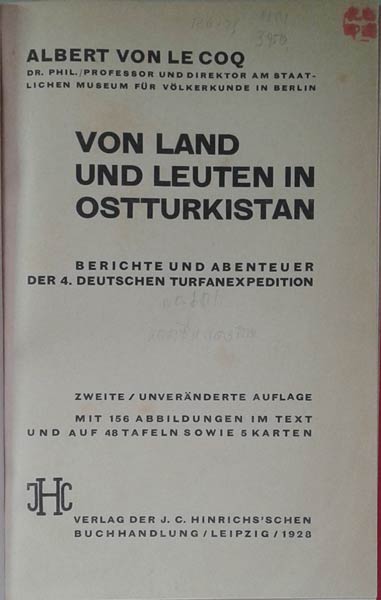 ALBERT VON LE COQ
DR. PHIL./PROFESSOR UND DIREKTOR AM STAAT-
LICHEN MUSEUM FÜR VÖLKERKUNDE IN BERLIN
VON LAND
UND LEUTEN IN
OSTTURKISTAN
BERICHTE UND ABENTEUER
DER 4. DEUTSCHEN TURFANEXPEDITION
ZWEITE / UNVERÄNDERTE AUFLAGE
MIT 156 ABBILDUNGEN IM TEXT
UND AUF 48 TAFELN SOWIE 5 KARTEN
JHC
VERLAG DER J. C. HINRICHS'SCHEN
BUCHHANDLUNG / LEIPZIG / 1928